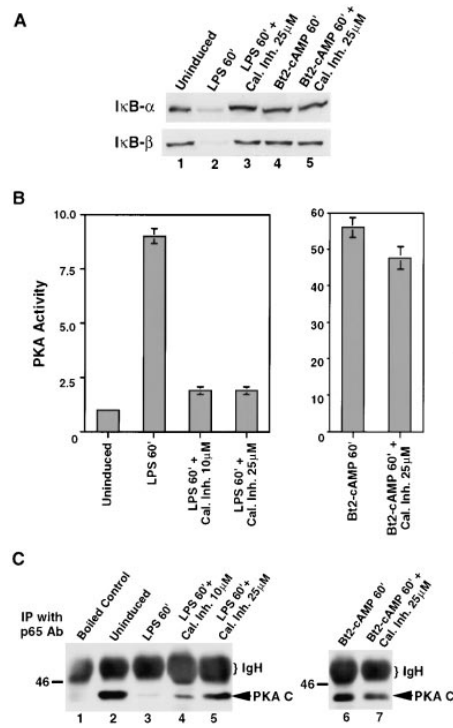 A
Uninduced
LPS 60'
LPS 60' +
Cal. Inh. 25µM
Bt2-cAMP 60'
Bt2-cAMP 60' +
Cal. Inh. 25µM
IκB-α
IκB-β
1 2 3 4 5
B
PKA Activity
10.0
7.5
5.0
2.5
0
Uninduced
LPS 60'
LPS 60' +
Cal. Inh. 10µM
LPS 60' +
Cal. Inh. 25µM
60
50
40
30
20
10
0
Bt2-cAMP 60'
Bt2-cAMP 60' +
Cal. Inh. 25µM
C
IP with
p65 Ab
Boiled Control
Uninduced
LPS 60'
LPS 60'+
Cal. Inh. 10µM
LPS 60'+
Cal. Inh. 25µM
46
} IgH
PKA C
1 2 3 4 5
Bt2-cAMP 60'
Bt2-cAMP 60' +
Cal. Inh. 25µM
46
} IgH
PKA C
6 7